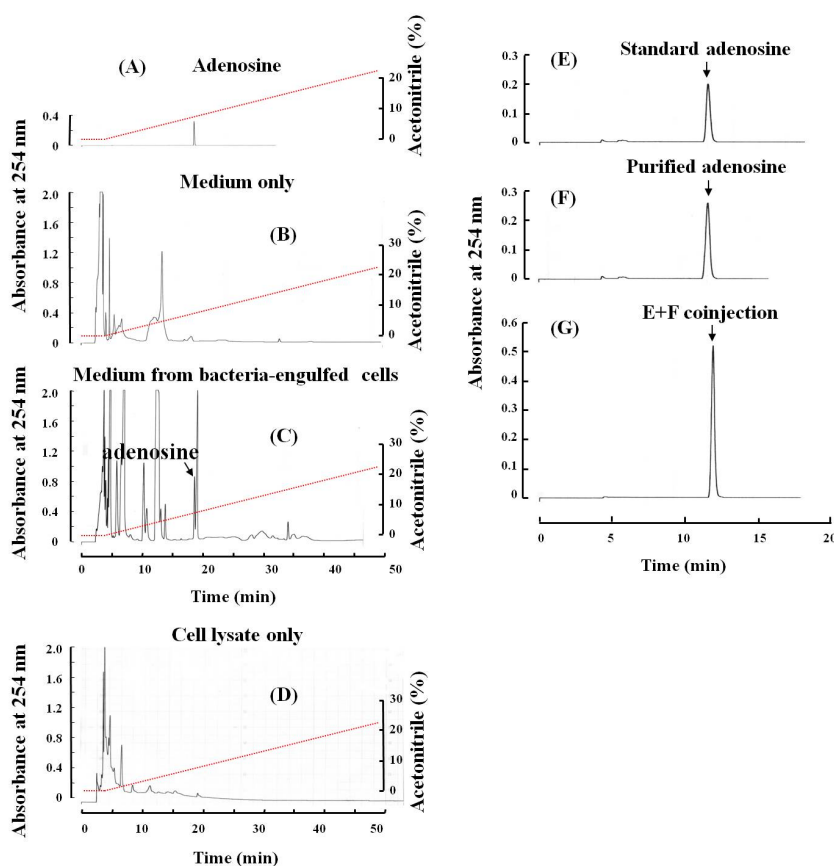 (A)
Adenosine
Absorbance at 254 nm
0.4
0
Acetonitrile (%)
20
10
0
Medium only
(B)
2.0
1.6
1.2
0.8
0.4
0
Acetonitrile (%)
30
20
10
0
Medium from bacteria-engulfed cells
(C)
adenosine
Absorbance at 254 nm
2.0
1.6
1.2
0.8
0.4
0
Acetonitrile (%)
30
20
10
0
0 10 20 30 40 50
Time (min)
Cell lysate only
(D)
Absorbance at 254 nm
2.0
1.6
1.2
0.8
0.4
0
Acetonitrile (%)
30
20
10
0
0 10 20 30 40 50
Time (min)
(E)
Standard adenosine
0.3
0.2
0.1
0
Purified adenosine
(F)
0.3
0.2
0.1
0
Absorbance at 254 nm
E+F coinjection
(G)
0.6
0.5
0.4
0.3
0.2
0.1
0
0 5 10 15 20
Time (min)